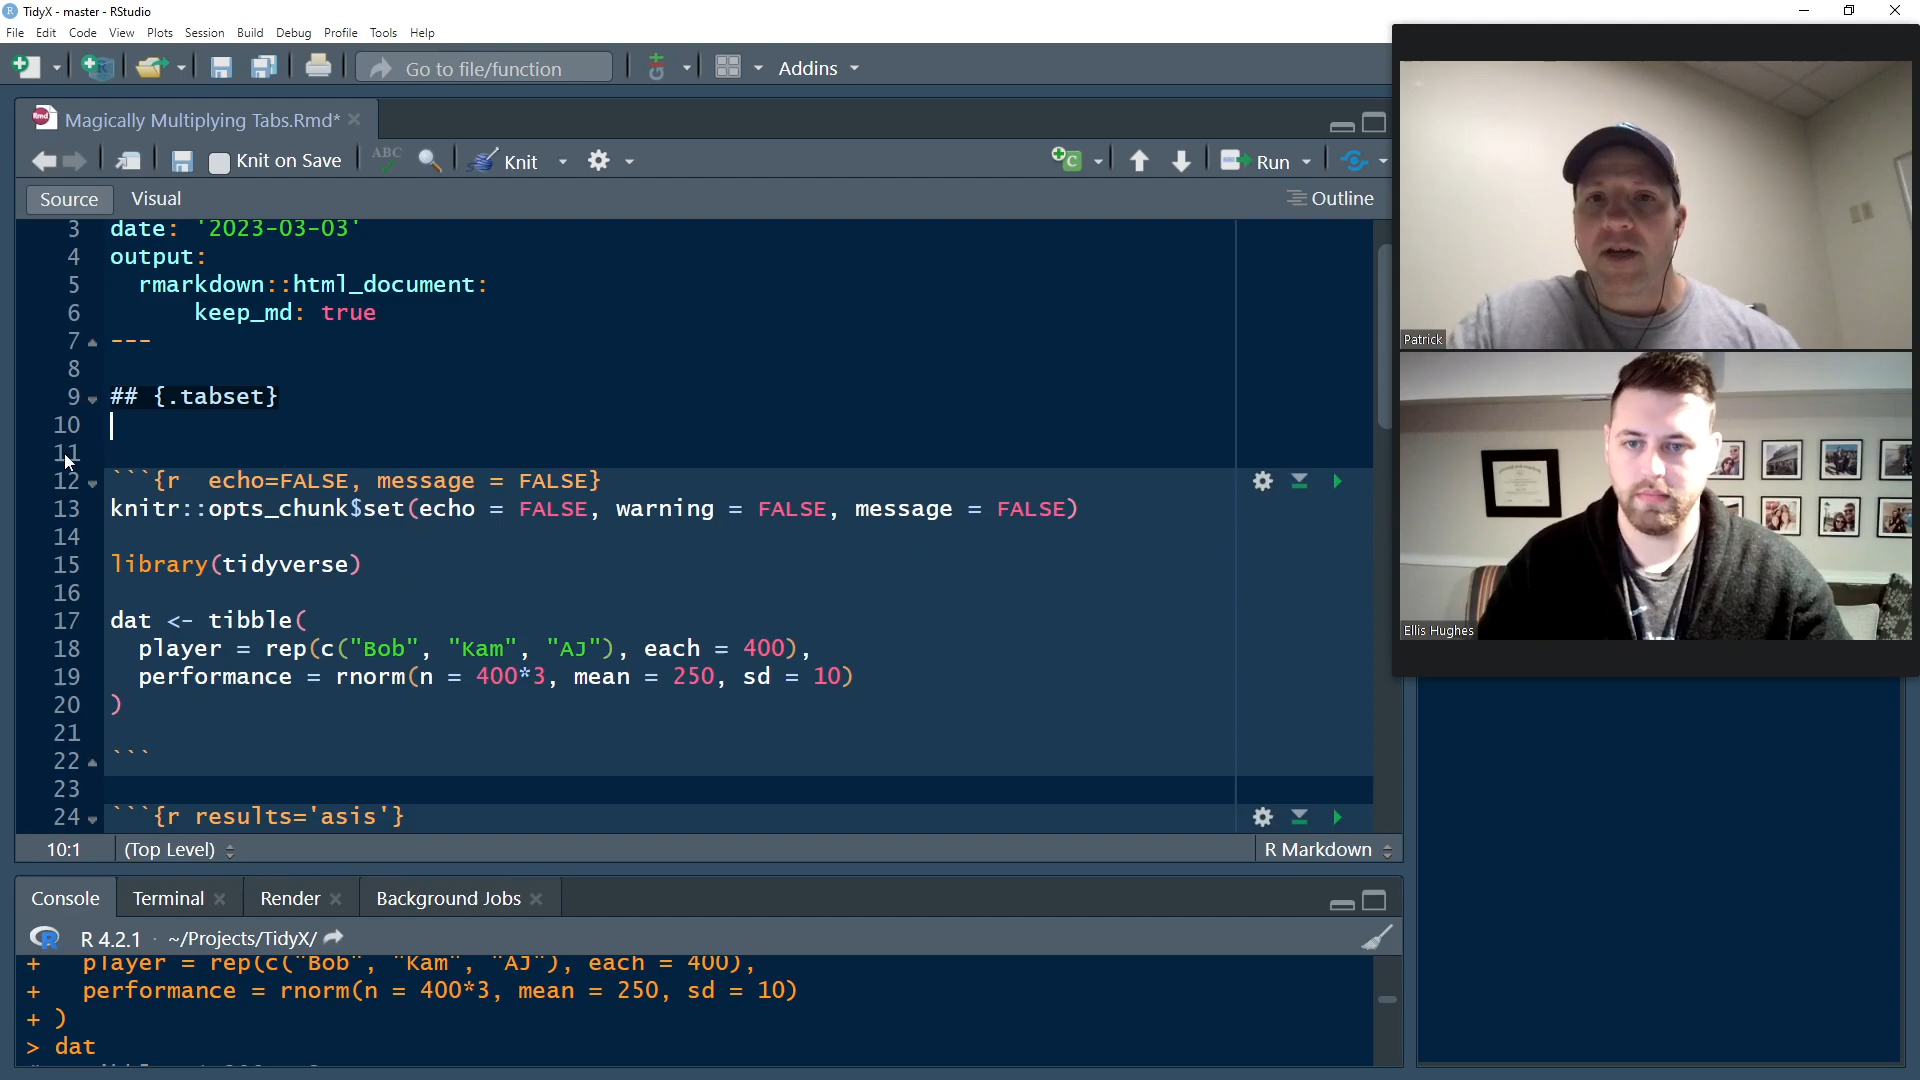 TidyX - master - RStudio
File Edit Code View Plots Session Build Debug Profile Tools Help
Go to file/function
Addins
Magically Multiplying Tabs.Rmd*
Knit on Save
ABC
Knit
Run
Source Visual
Outline
3 date: '2023-03-03'
4 output:
5 rmarkdown::html_document:
6 keep_md: true
7 ---
8
9 ## {.tabset}
10
11
12 ```{r  echo=FALSE, message = FALSE}
13 knitr::opts_chunk$set(echo = FALSE, warning = FALSE, message = FALSE)
14
15 library(tidyverse)
16
17 dat <- tibble(
18 player = rep(c("Bob", "Kam", "AJ"), each = 400),
19 performance = rnorm(n = 400*3, mean = 250, sd = 10)
20 )
21
22 ```
23
24 ```{r results='asis'}
10:1 (Top Level) R Markdown
Console Terminal Render Background Jobs
R 4.2.1 · ~/Projects/TidyX/
+ player = rep(c("Bob", "Kam", "AJ"), each = 400),
+ performance = rnorm(n = 400*3, mean = 250, sd = 10)
+ )
> dat
Patrick
Ellis Hughes